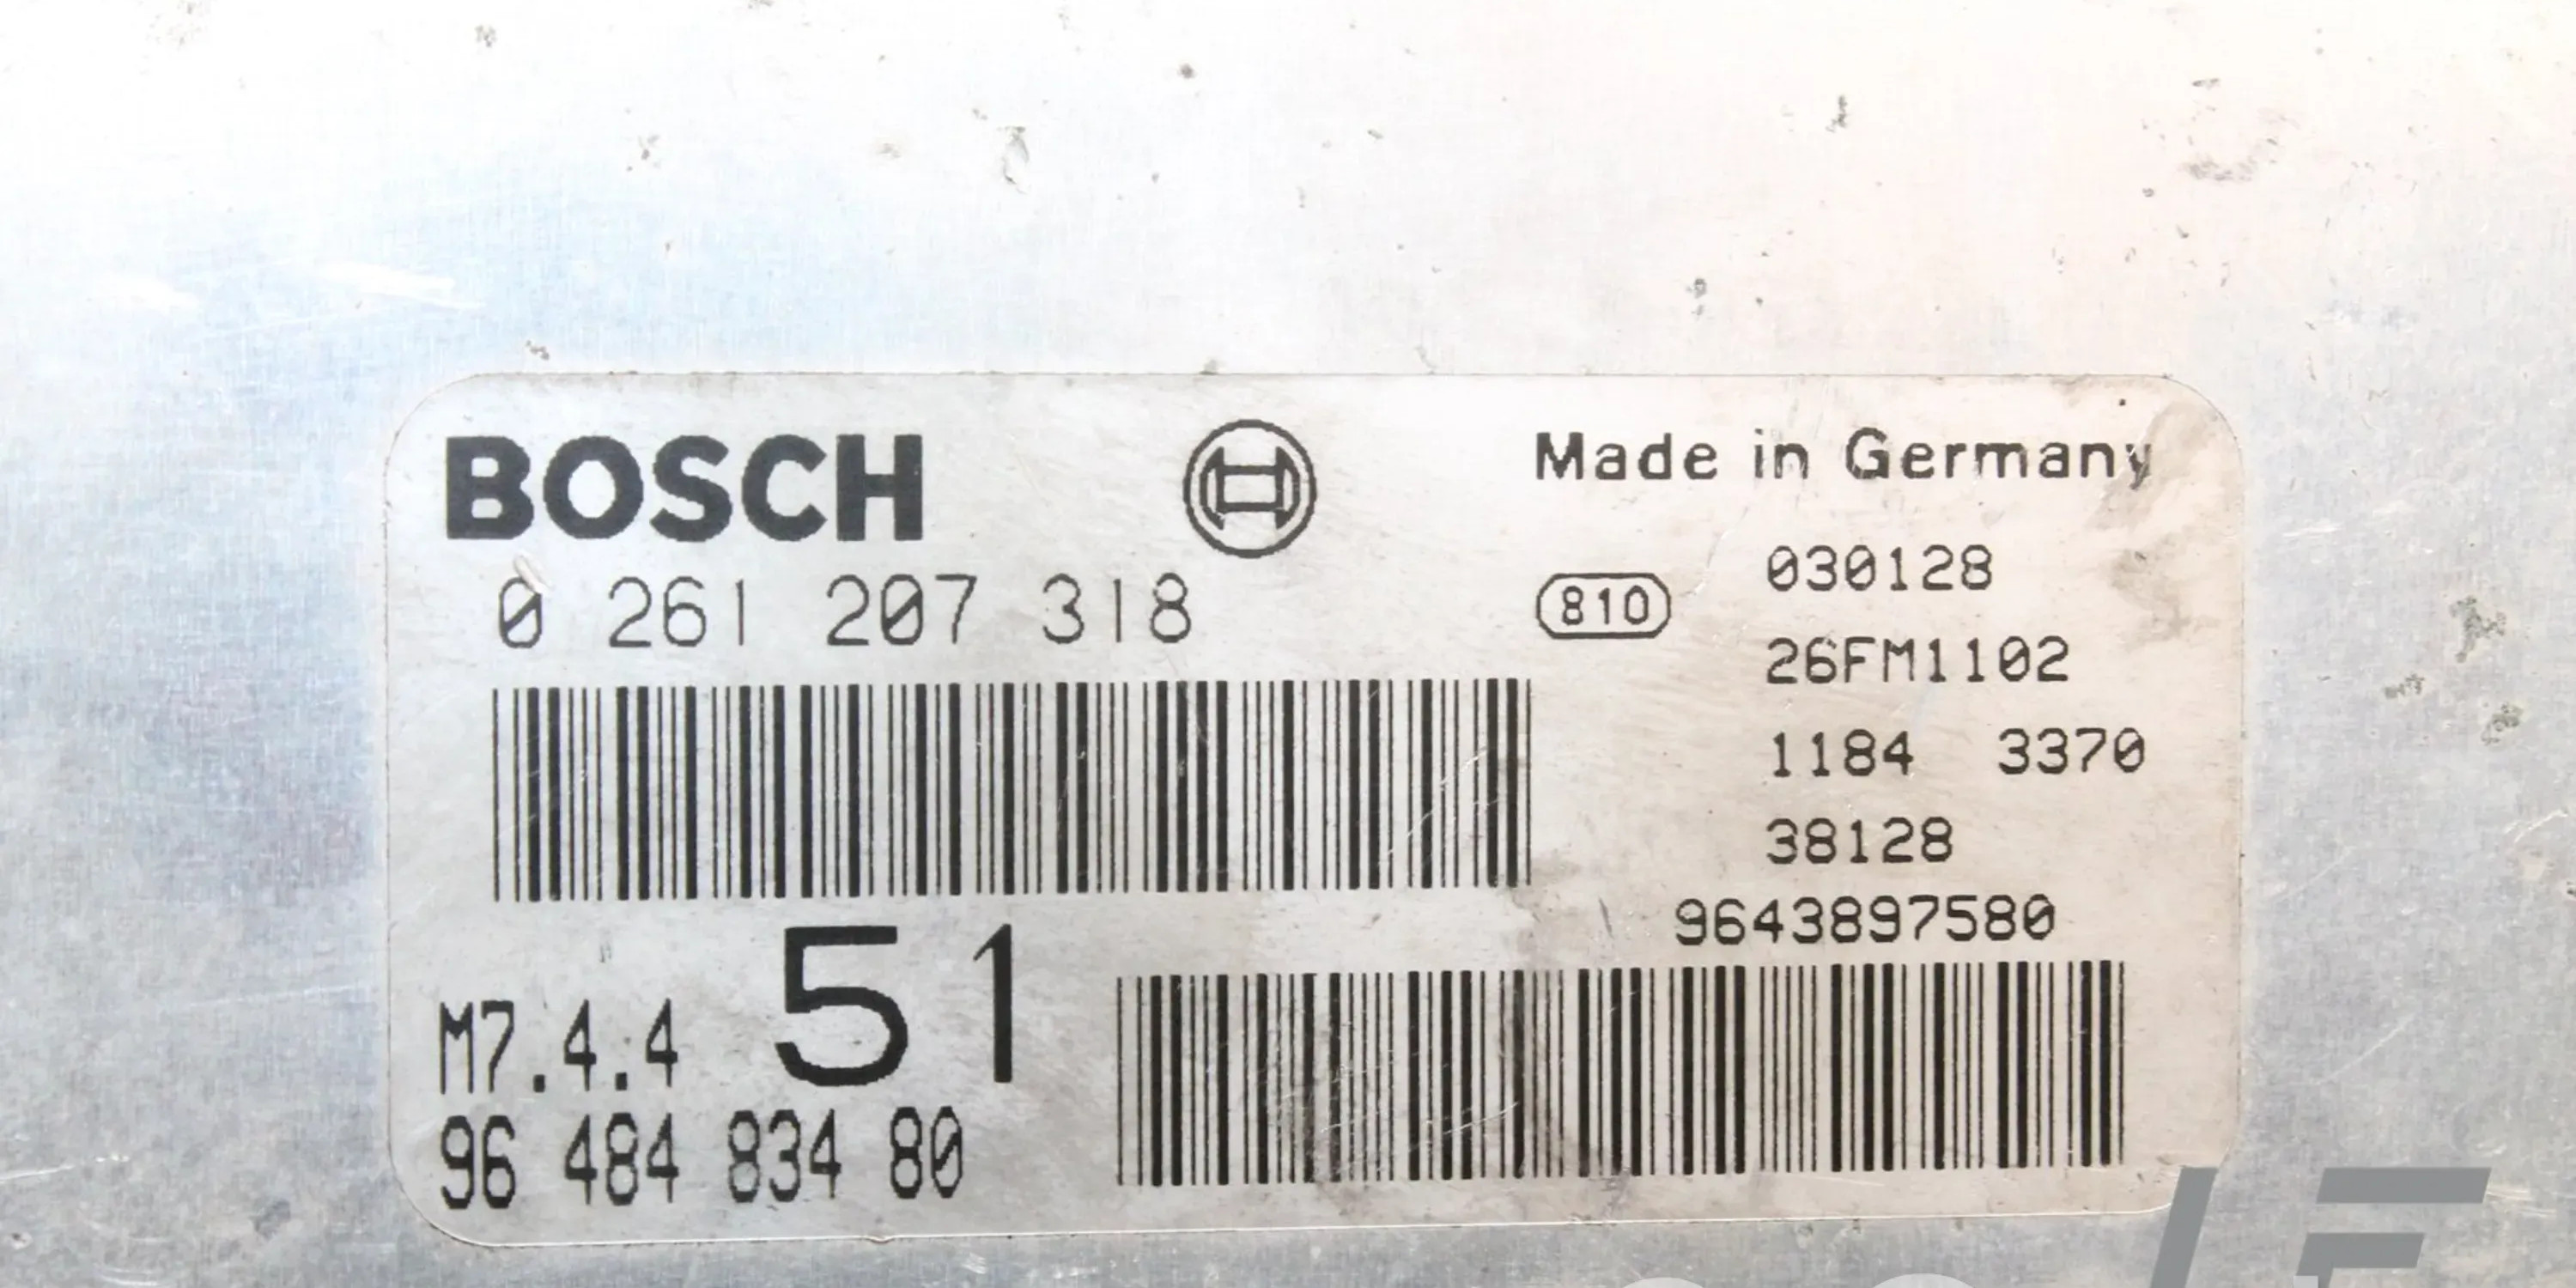 BOSCH
Made in Germany
0 261 207 318
810
030128
26FM1102
1184 3370
38128
9643897580
M7.4.4 51
96 484 834 80